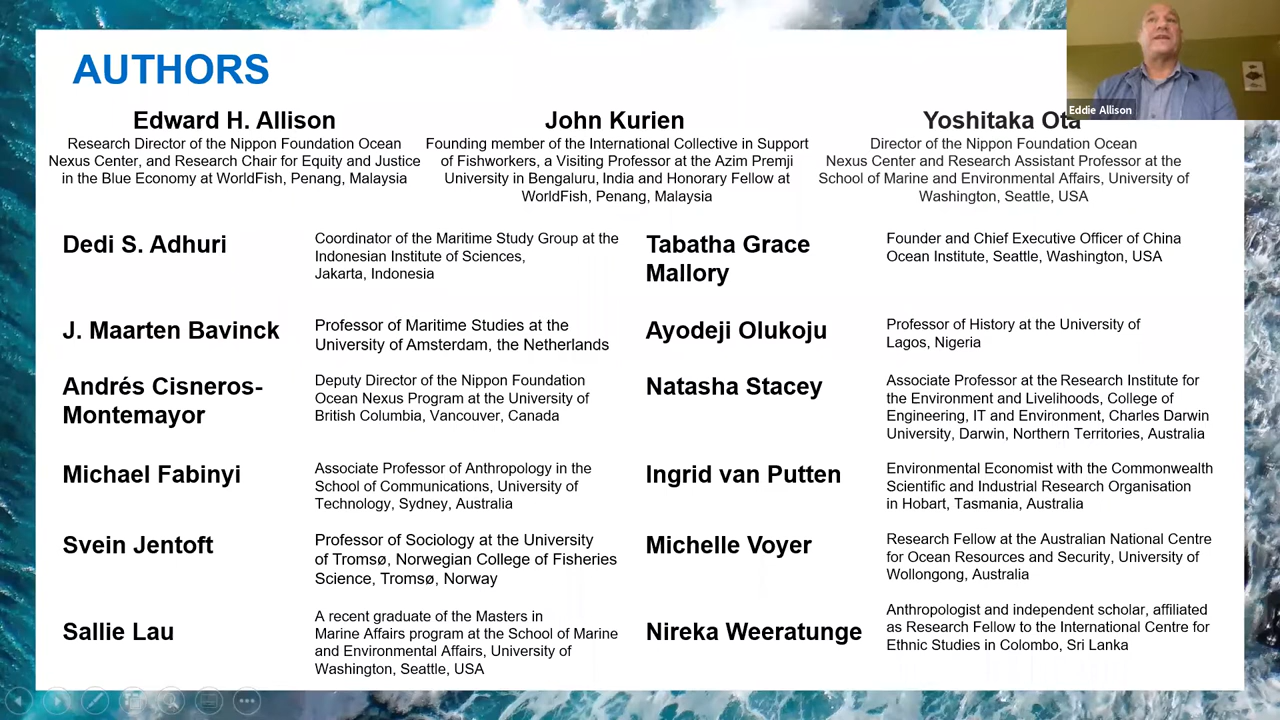 AUTHORS
Eddie Allison
Edward H. Allison
Research Director of the Nippon Foundation Ocean
Nexus Center, and Research Chair for Equity and Justice
in the Blue Economy at WorldFish, Penang, Malaysia
John Kurien
Founding member of the International Collective in Support
of Fishworkers, a Visiting Professor at the Azim Premji
University in Bengaluru, India and Honorary Fellow at
WorldFish, Penang, Malaysia
Yoshitaka Ota
Director of the Nippon Foundation Ocean
Nexus Center and Research Assistant Professor at the
School of Marine and Environmental Affairs, University of
Washington, Seattle, USA
Dedi S. Adhuri
Coordinator of the Maritime Study Group at the
Indonesian Institute of Sciences,
Jakarta, Indonesia
Tabatha Grace
Mallory
Founder and Chief Executive Officer of China
Ocean Institute, Seattle, Washington, USA
J. Maarten Bavinck
Professor of Maritime Studies at the
University of Amsterdam, the Netherlands
Ayodeji Olukoju
Professor of History at the University of
Lagos, Nigeria
Andrés Cisneros-
Montemayor
Deputy Director of the Nippon Foundation
Ocean Nexus Program at the University of
British Columbia, Vancouver, Canada
Natasha Stacey
Associate Professor at the Research Institute for
the Environment and Livelihoods, College of
Engineering, IT and Environment, Charles Darwin
University, Darwin, Northern Territories, Australia
Michael Fabinyi
Associate Professor of Anthropology in the
School of Communications, University of
Technology, Sydney, Australia
Ingrid van Putten
Environmental Economist with the Commonwealth
Scientific and Industrial Research Organisation
in Hobart, Tasmania, Australia
Svein Jentoft
Professor of Sociology at the University
of Tromsø, Norwegian College of Fisheries
Science, Tromsø, Norway
Michelle Voyer
Research Fellow at the Australian National Centre
for Ocean Resources and Security, University of
Wollongong, Australia
Sallie Lau
A recent graduate of the Masters in
Marine Affairs program at the School of Marine
and Environmental Affairs, University of
Washington, Seattle, USA
Nireka Weeratunge
Anthropologist and independent scholar, affiliated
as Research Fellow to the International Centre for
Ethnic Studies in Colombo, Sri Lanka